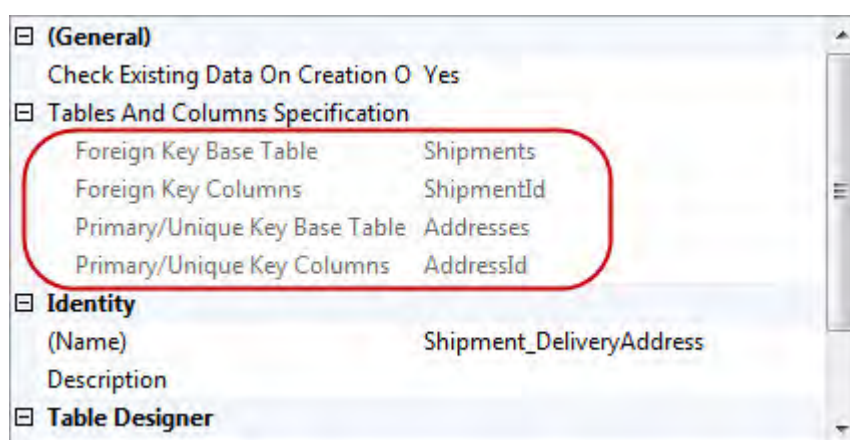 (General)
Check Existing Data On Creation O Yes
Tables And Columns Specification
Foreign Key Base Table Shipments
Foreign Key Columns ShipmentId
Primary/Unique Key Base Table Addresses
Primary/Unique Key Columns AddressId
Identity
(Name) Shipment_DeliveryAddress
Description
Table Designer